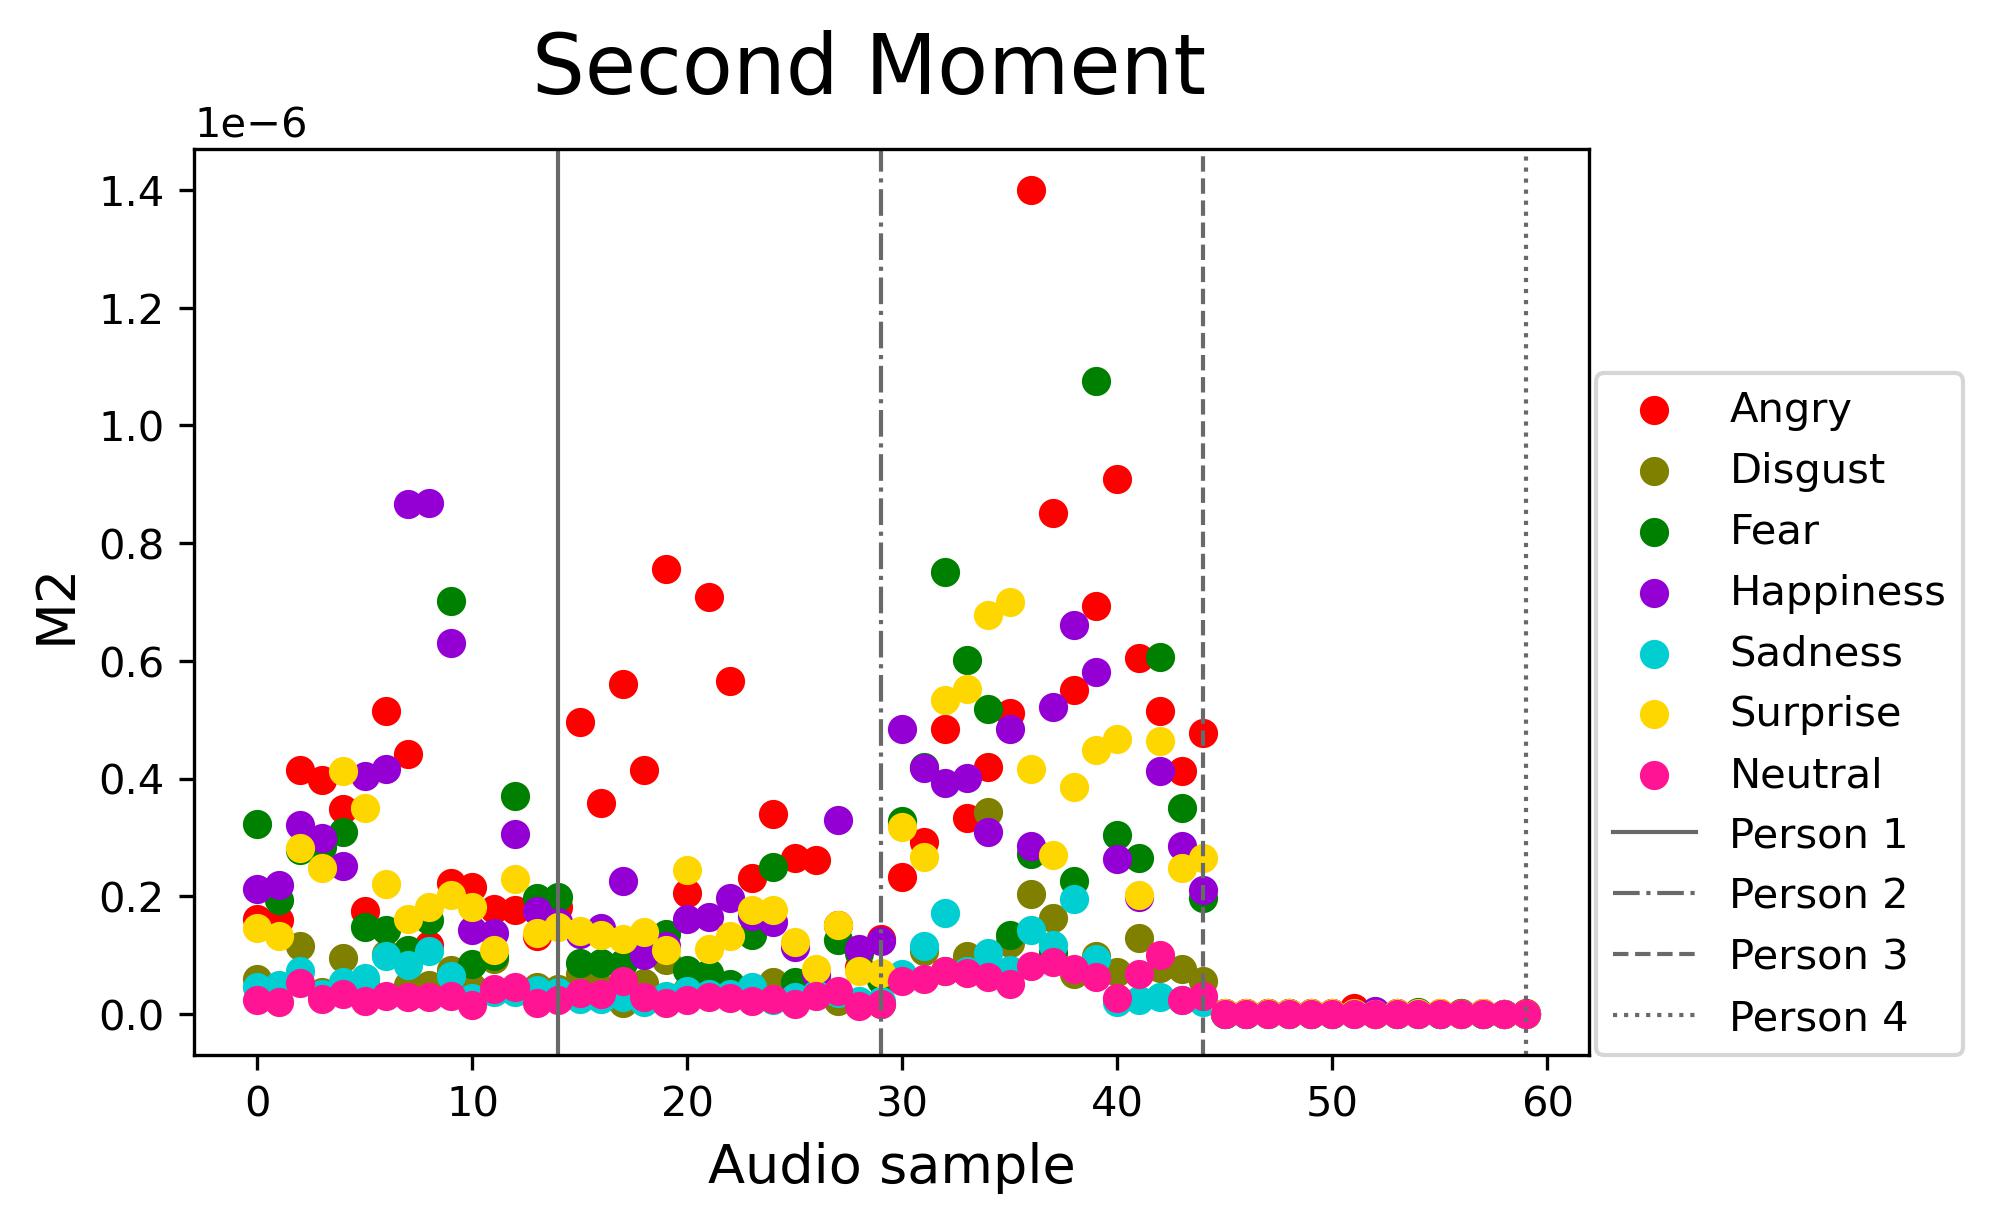 Second Moment
1e−6
1.4
1.2
1.0
0.8
0.6
0.4
0.2
0.0
M2
0 10 20 30 40 50 60
Audio sample
Angry
Disgust
Fear
Happiness
Sadness
Surprise
Neutral
Person 1
Person 2
Person 3
Person 4